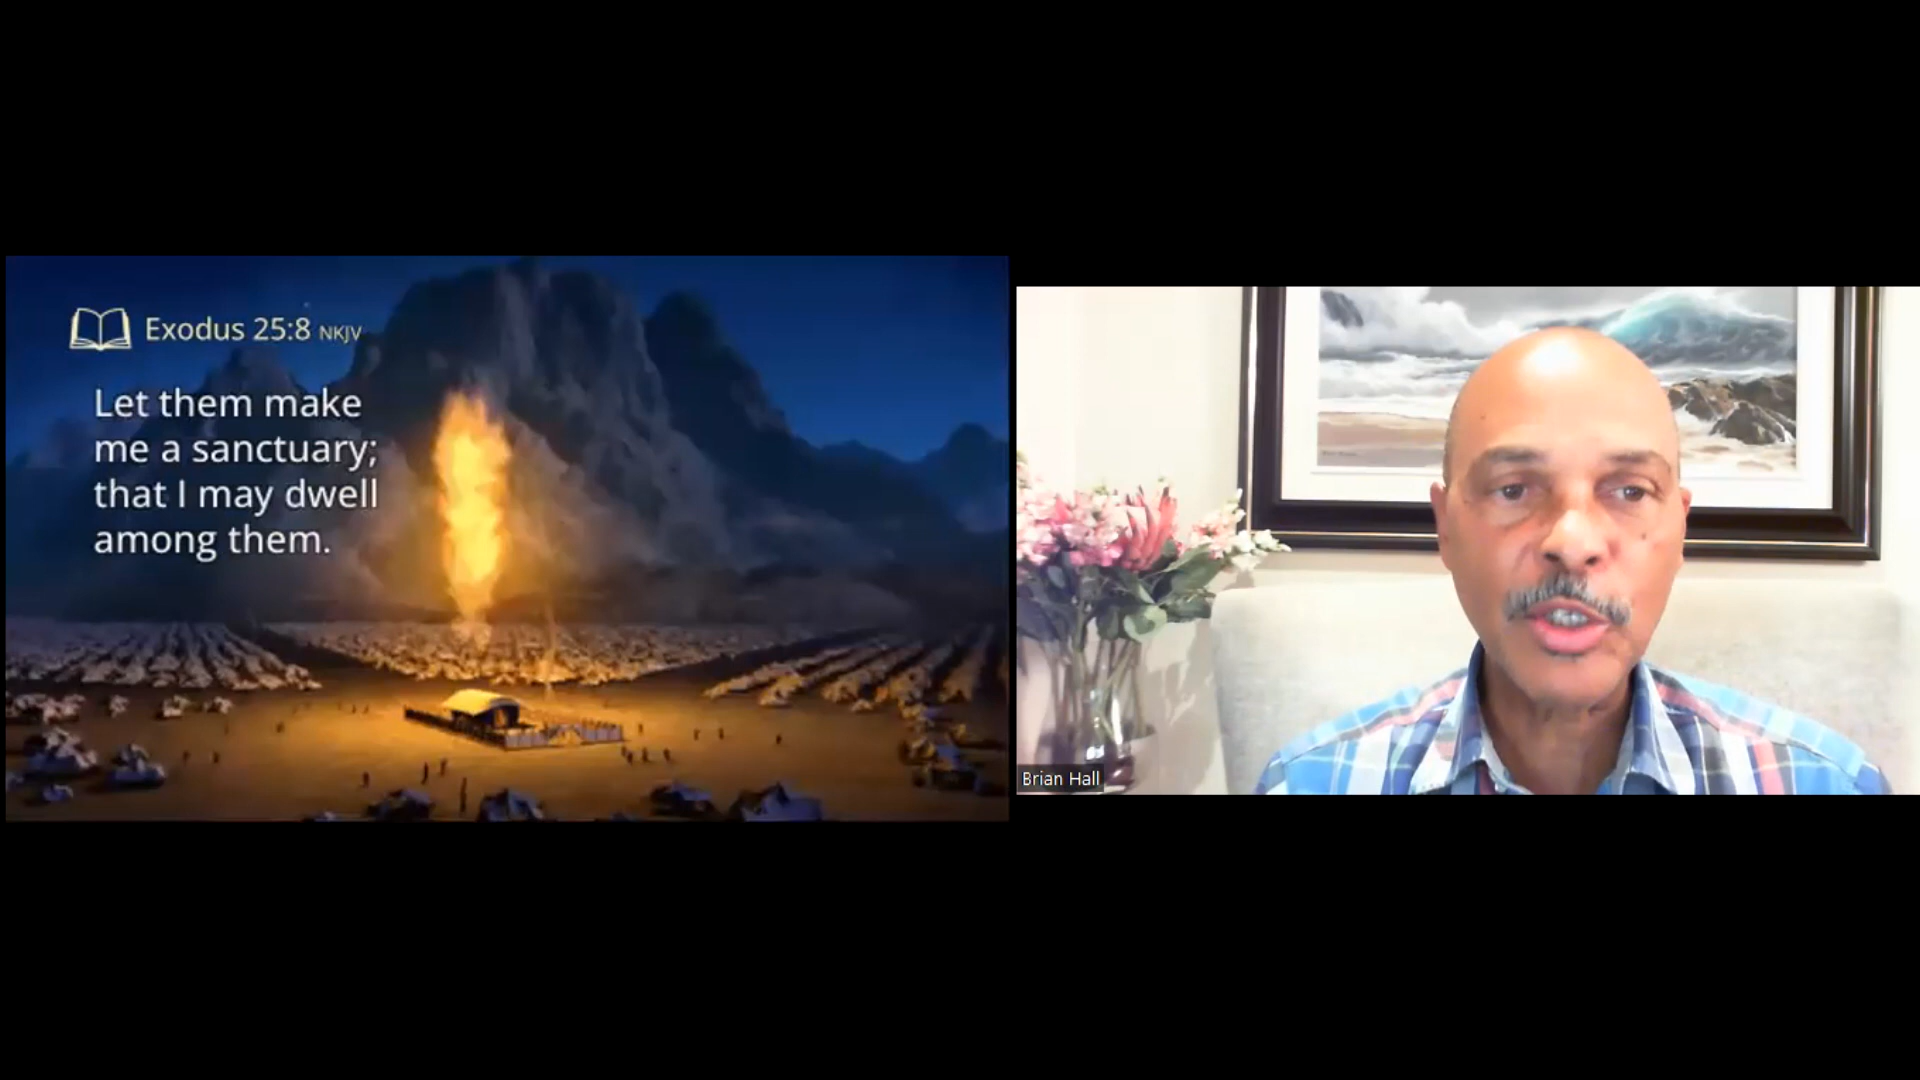 Exodus 25:8 NKJV
Let them make
me a sanctuary;
that I may dwell
among them.
Brian Hall